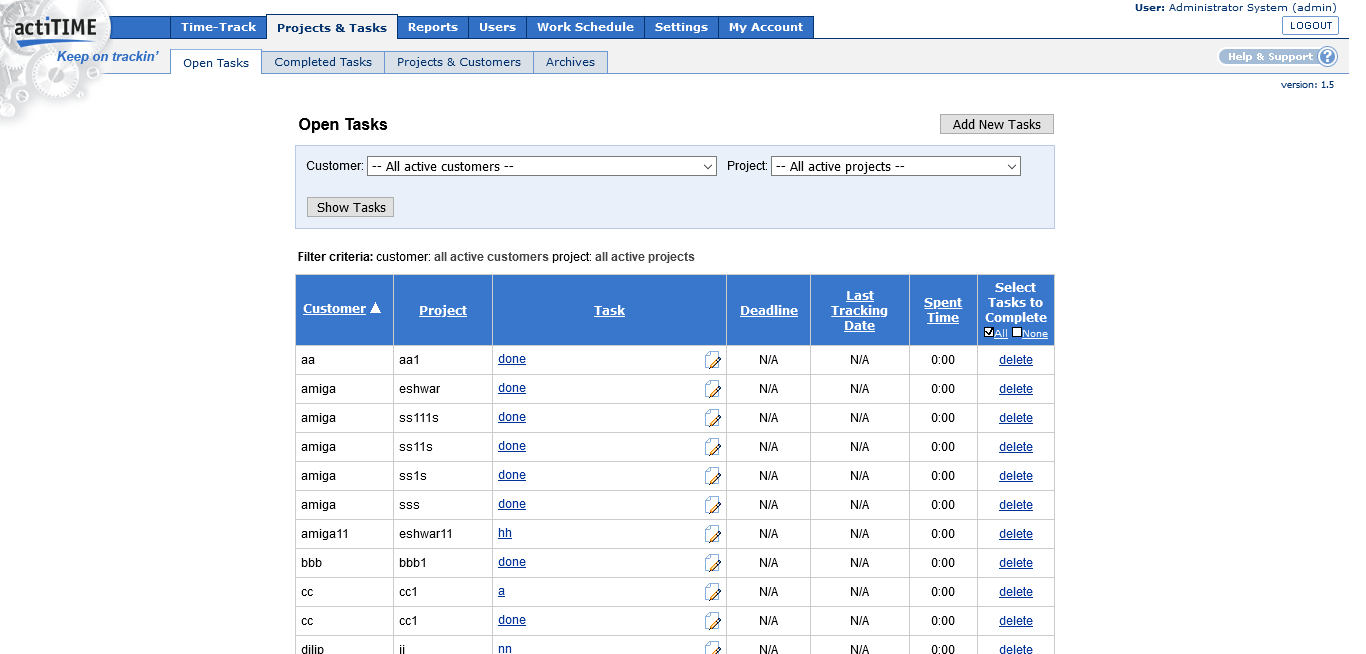 User: Administrator System (admin)
actiTIME
Time-Track Projects & Tasks Reports Users Work Schedule Settings My Account
LOGOUT
Keep on trackin'
Open Tasks Completed Tasks Projects & Customers Archives
Help & Support ?
version: 1.5
Open Tasks
Add New Tasks
Customer: -- All active customers -- Project: -- All active projects --
Show Tasks
Filter criteria: customer: all active customers project: all active projects
Customer Project Task Deadline Last Tracking Date Spent Time Select Tasks to Complete All None
aa aa1 done N/A N/A 0:00 delete
amiga eshwar done N/A N/A 0:00 delete
amiga ss111s done N/A N/A 0:00 delete
amiga ss11s done N/A N/A 0:00 delete
amiga ss1s done N/A N/A 0:00 delete
amiga sss done N/A N/A 0:00 delete
amiga11 eshwar11 hh N/A N/A 0:00 delete
bbb bbb1 done N/A N/A 0:00 delete
cc cc1 a N/A N/A 0:00 delete
cc cc1 done N/A N/A 0:00 delete
dilip nn N/A N/A 0:00 delete